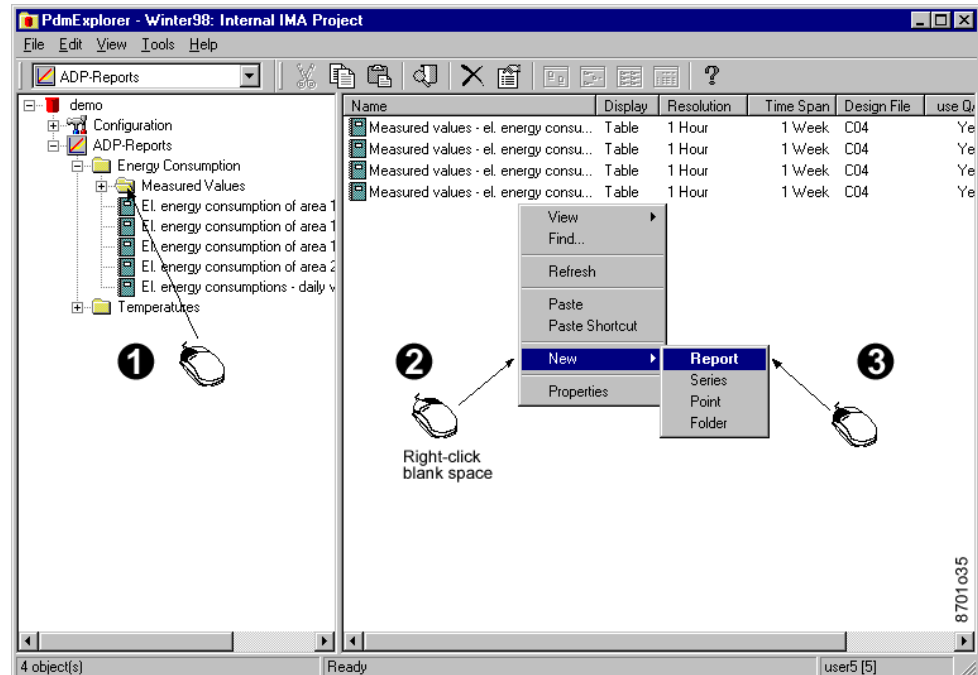 PdmExplorer - Winter98: Internal IMA Project
File Edit View Tools Help
ADP-Reports
demo
Configuration
ADP-Reports
Energy Consumption
Measured Values
El. energy consumption of area 1
El. energy consumption of area 1
El. energy consumption of area 1
El. energy consumption of area 2
El. energy consumptions - daily v
Temperatures
1
Name Display Resolution Time Span Design File use Q
Measured values - el. energy consu... Table 1 Hour 1 Week C04 Ye
Measured values - el. energy consu... Table 1 Hour 1 Week C04 Ye
Measured values - el. energy consu... Table 1 Hour 1 Week C04 Ye
Measured values - el. energy consu... Table 1 Hour 1 Week C04 Ye
View
Find...
Refresh
Paste
Paste Shortcut
New
Properties
Report
Series
Point
Folder
2
Right-click
blank space
3
8701o35
4 object(s) Ready user5 [5]